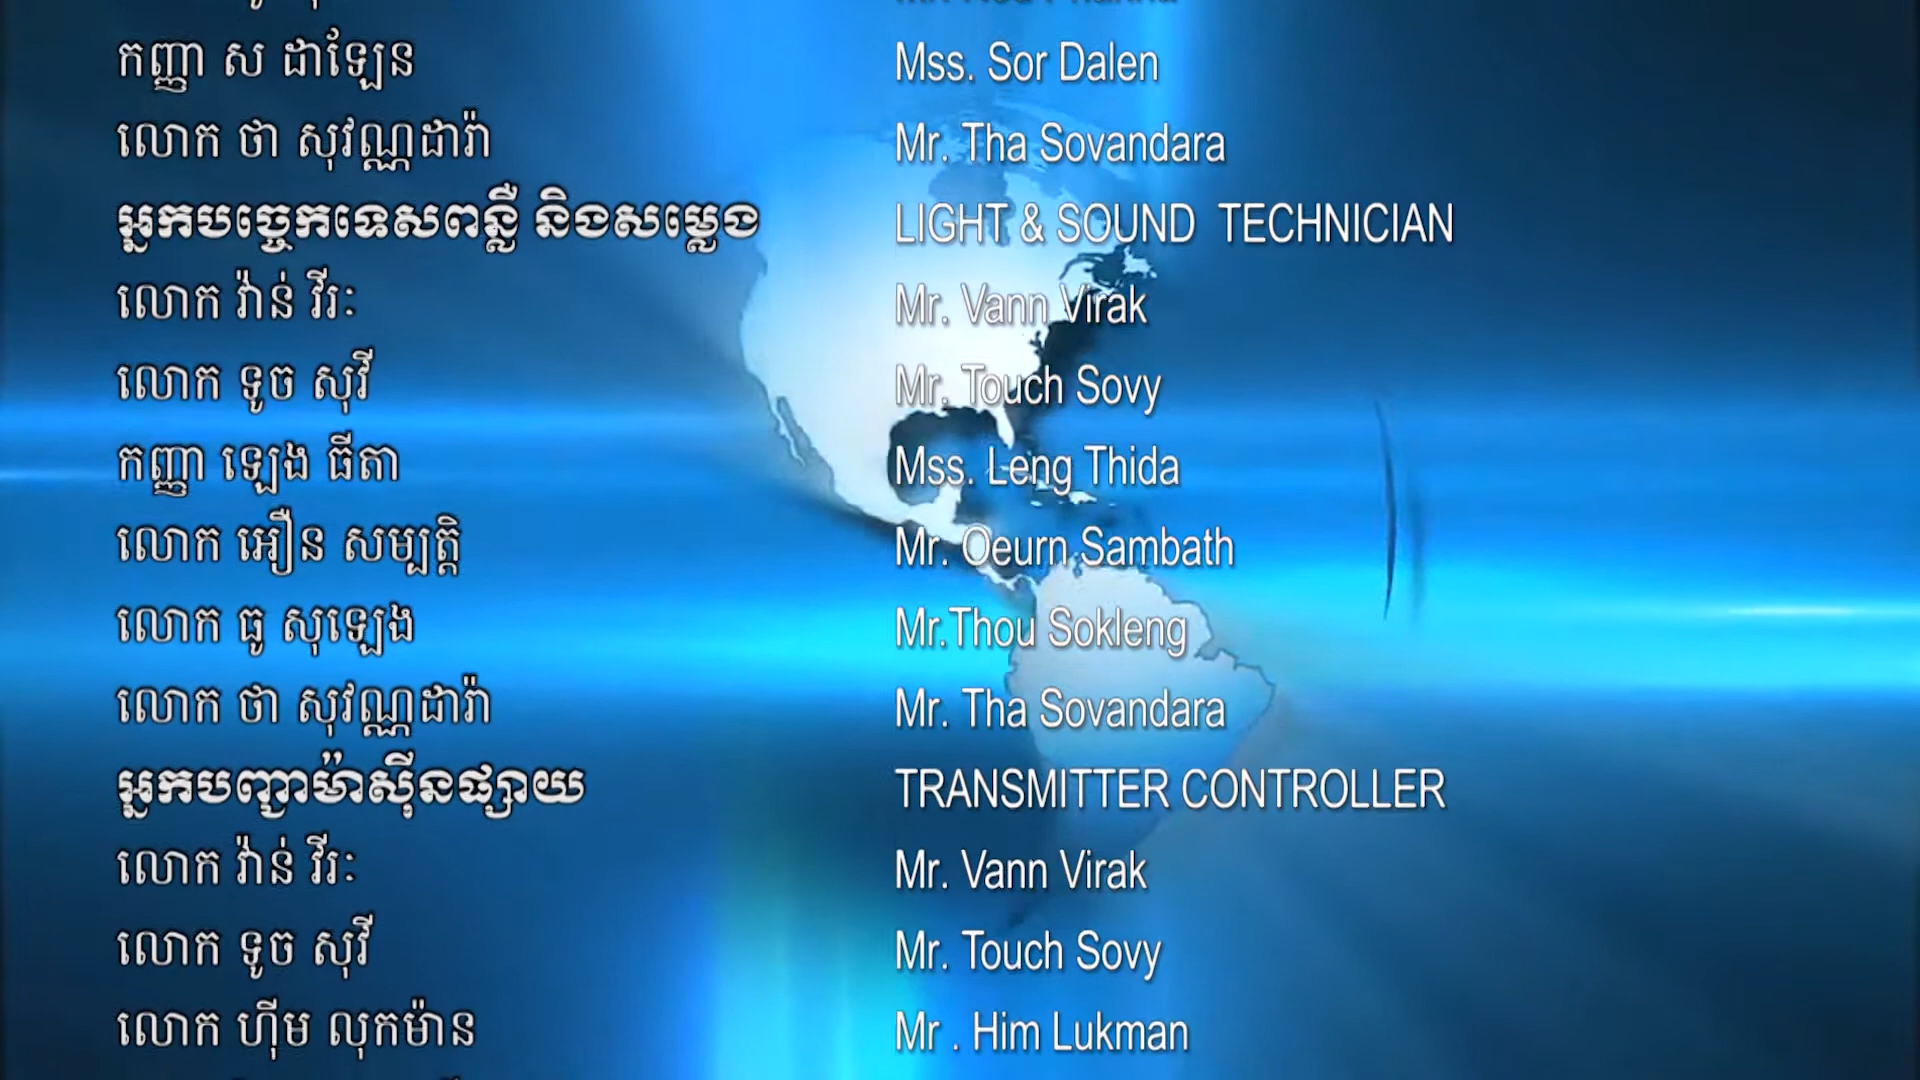 កញ្ញា ស ដាឡែន Mss. Sor Dalen
លោក ថា សុវណ្ណដារ៉ា Mr. Tha Sovandara
អ្នកបច្ចេកទេសពន្លឺ និងសម្លេង LIGHT & SOUND TECHNICIAN
លោក វ៉ាន់ វីរៈ Mr. Vann Virak
លោក ទូច សុវី Mr. Touch Sovy
កញ្ញា ឡេង ធីតា Mss. Leng Thida
លោក អឿន សម្បត្តិ Mr. Oeurn Sambath
លោក ធូ សុឡេង Mr.Thou Sokleng
លោក ថា សុវណ្ណដារ៉ា Mr. Tha Sovandara
អ្នកបញ្ជាម៉ាស៊ីនផ្សាយ TRANSMITTER CONTROLLER
លោក វ៉ាន់ វីរៈ Mr. Vann Virak
លោក ទូច សុវី Mr. Touch Sovy
លោក ហ៊ីម លុកម៉ាន Mr . Him Lukman